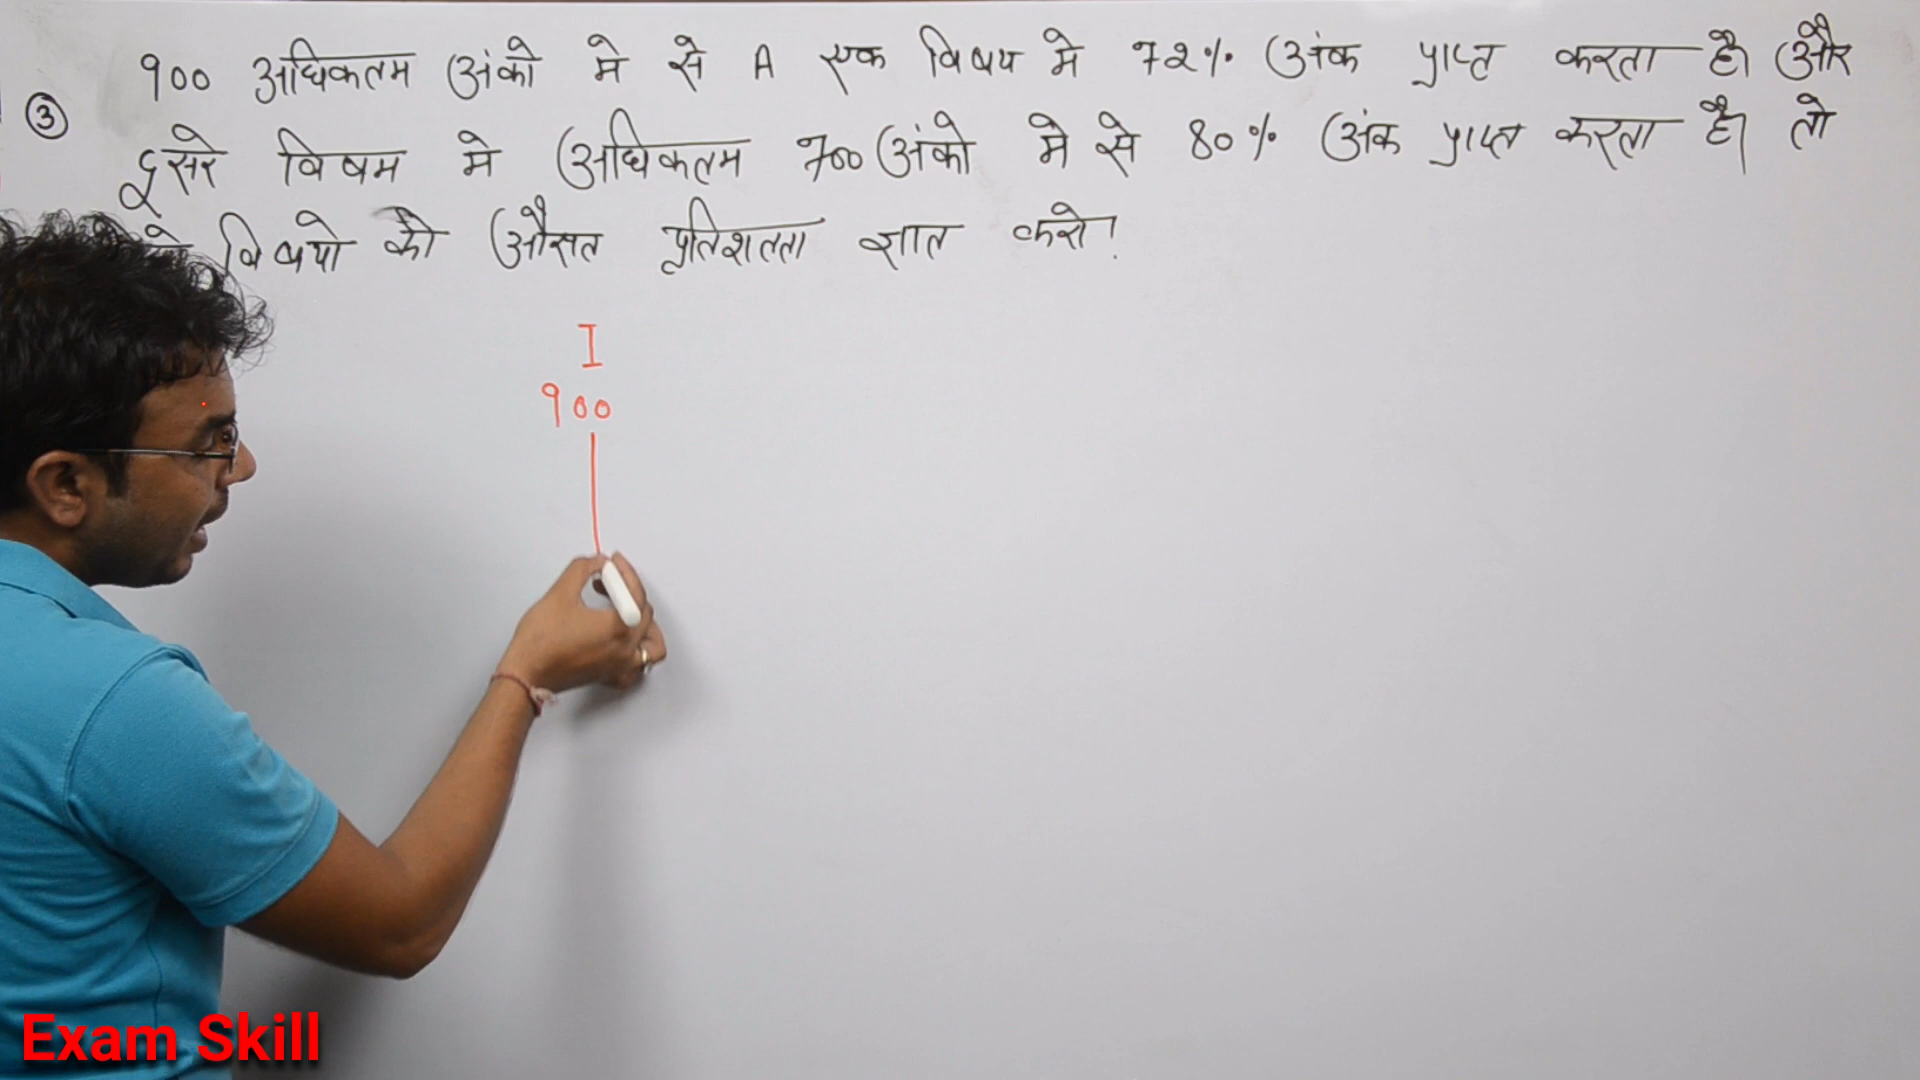 ③ 900 अधिकतम अंको मे से A एक विषय मे 72% अंक प्राप्त करता है। और
दूसरे विषम मे अधिकतम 700 अंको मे से 80% अंक प्राप्त करता है। तो
विषयो की औसत प्रतिशतता ज्ञात करो!
I
900
Exam Skill